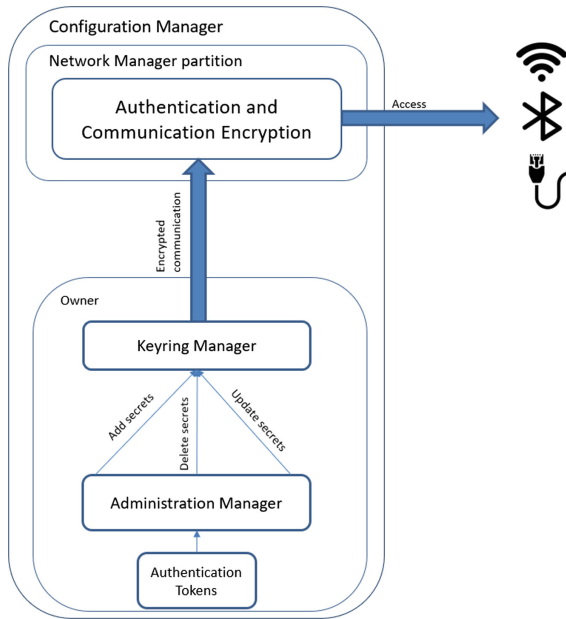 Configuration Manager
Network Manager partition
Authentication and
Communication Encryption
Access
Encrypted
communication
Owner
Keyring Manager
Add secrets
Delete secrets
Update secrets
Administration Manager
Authentication
Tokens